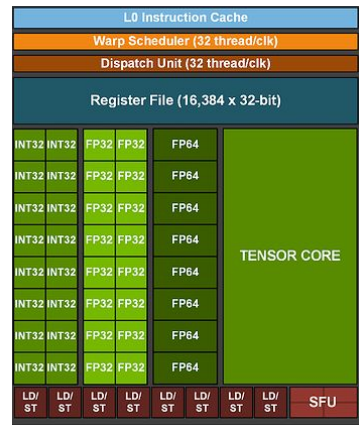 L0 Instruction Cache
Warp Scheduler (32 thread/clk)
Dispatch Unit (32 thread/clk)
Register File (16,384 x 32-bit)
INT32 INT32 FP32 FP32 FP64
INT32 INT32 FP32 FP32 FP64
INT32 INT32 FP32 FP32 FP64
INT32 INT32 FP32 FP32 FP64
TENSOR CORE
INT32 INT32 FP32 FP32 FP64
INT32 INT32 FP32 FP32 FP64
INT32 INT32 FP32 FP32 FP64
INT32 INT32 FP32 FP32 FP64
LD/ LD/ LD/ LD/ LD/ LD/ LD/ LD/
ST ST ST ST ST ST ST ST
SFU